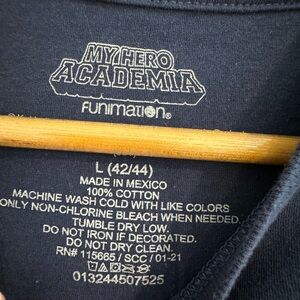 MY HERO
ACADEMIA
FUNIMATION®
L (42/44)
MADE IN MEXICO
100% COTTON
MACHINE WASH COLD WITH LIKE COLORS
ONLY NON-CHLORINE BLEACH WHEN NEEDED.
TUMBLE DRY LOW.
DO NOT IRON IF DECORATED.
DO NOT DRY CLEAN.
RN# 115665 / SCC / 01-21
013244507525